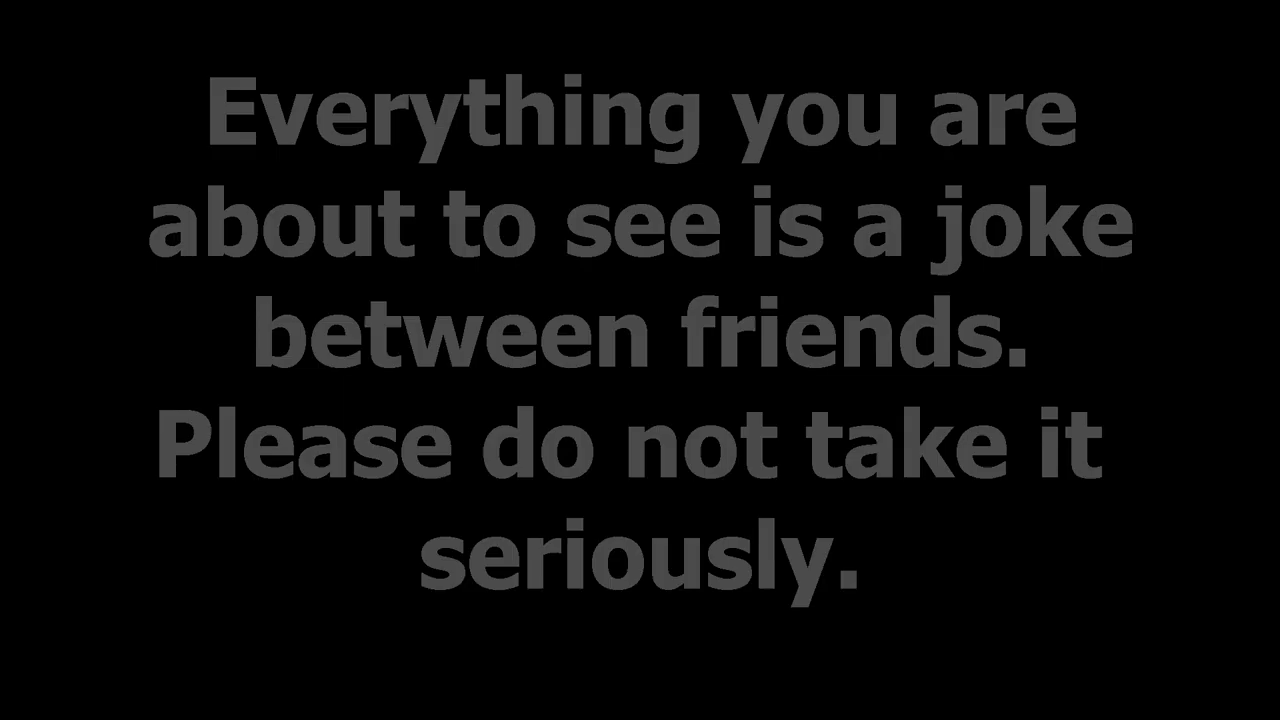 Everything you are
about to see is a joke
between friends.
Please do not take it
seriously.